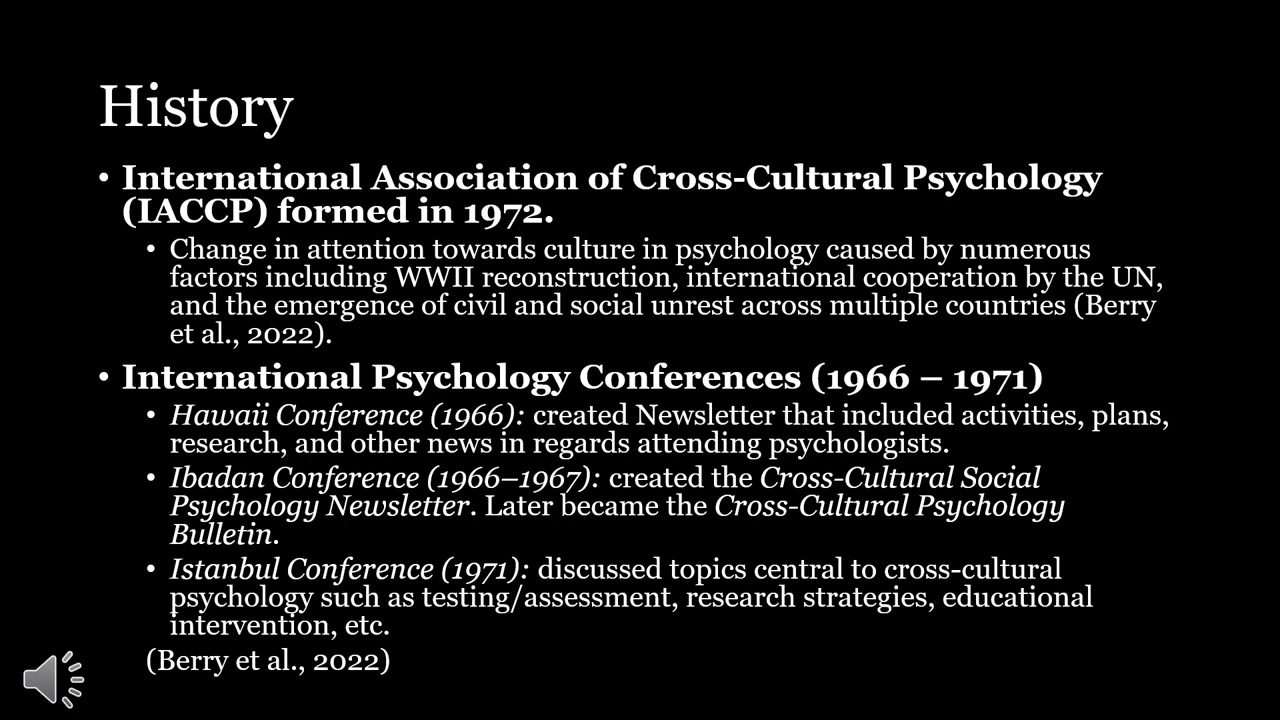 History
• International Association of Cross-Cultural Psychology
(IACCP) formed in 1972.
• Change in attention towards culture in psychology caused by numerous
factors including WWII reconstruction, international cooperation by the UN,
and the emergence of civil and social unrest across multiple countries (Berry
et al., 2022).
• International Psychology Conferences (1966 – 1971)
• Hawaii Conference (1966): created Newsletter that included activities, plans,
research, and other news in regards attending psychologists.
• Ibadan Conference (1966–1967): created the Cross-Cultural Social
Psychology Newsletter. Later became the Cross-Cultural Psychology
Bulletin.
• Istanbul Conference (1971): discussed topics central to cross-cultural
psychology such as testing/assessment, research strategies, educational
intervention, etc.
(Berry et al., 2022)